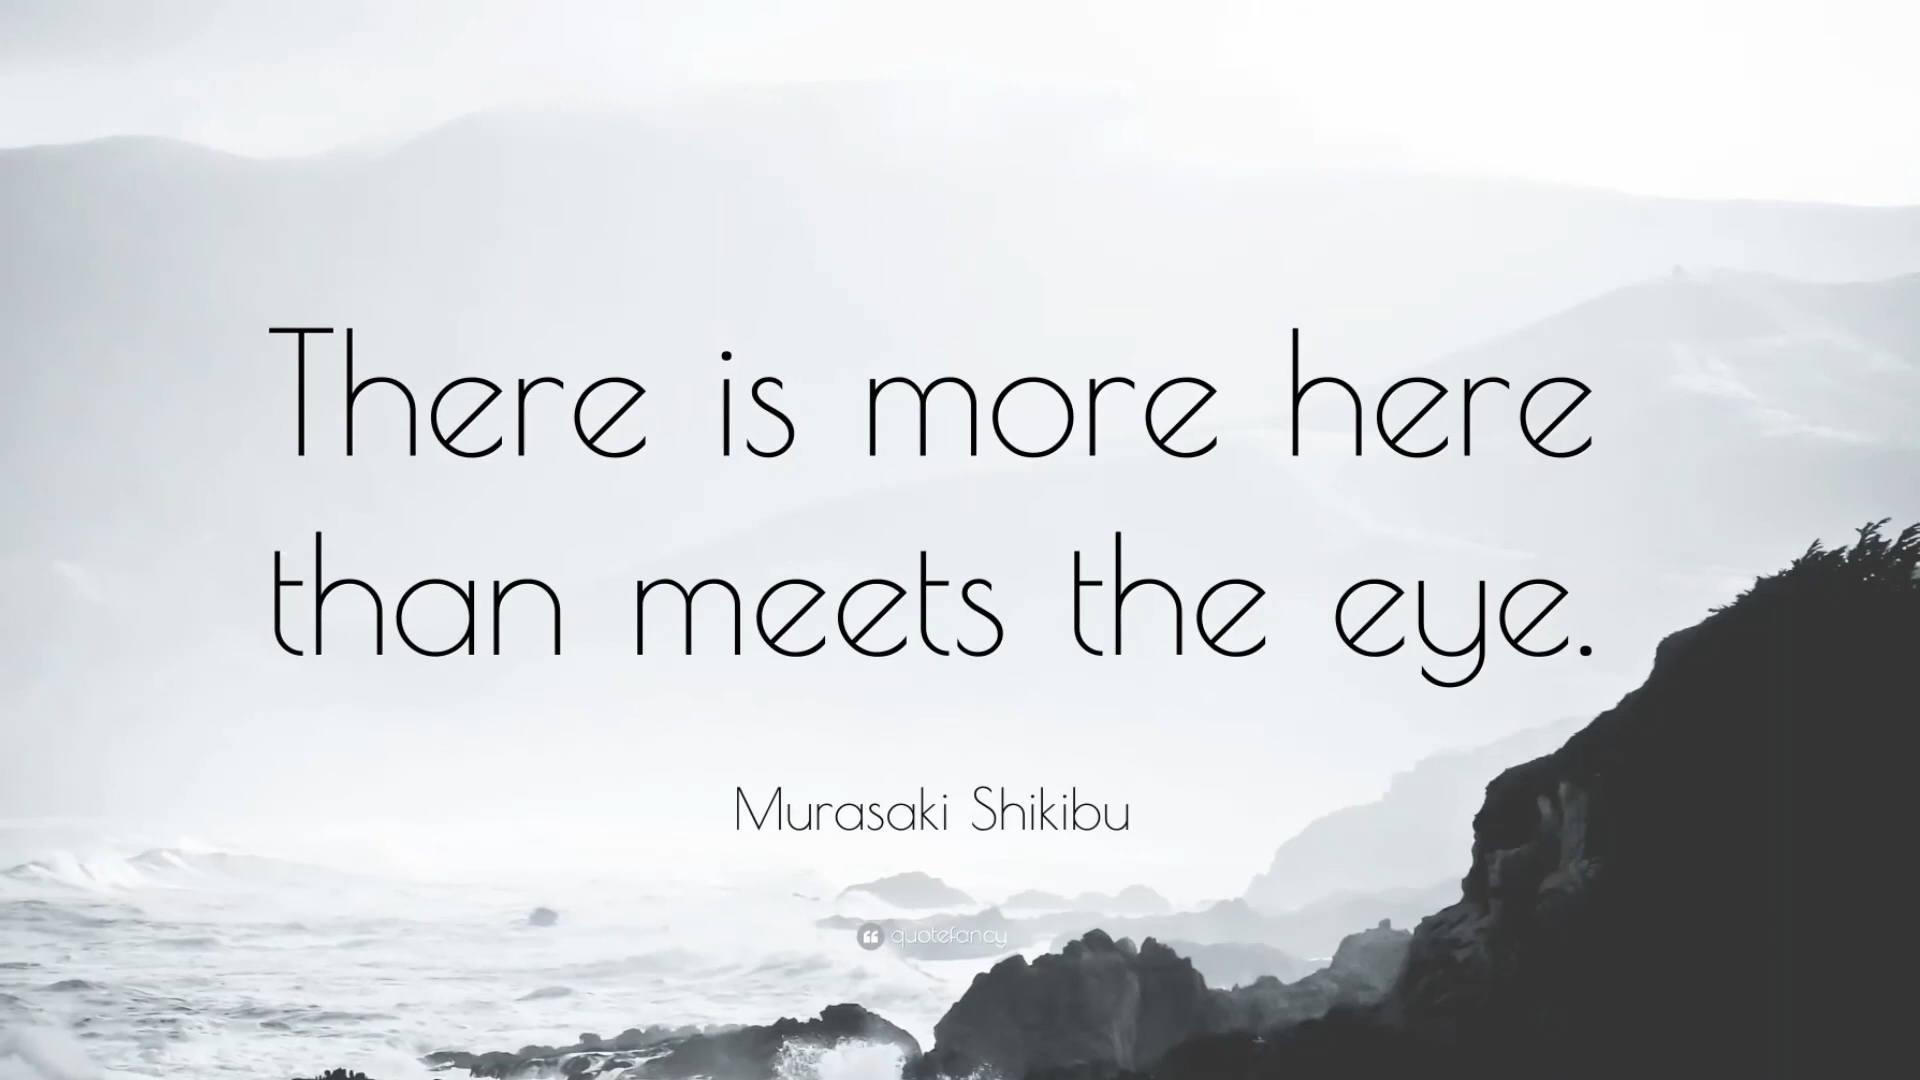 There is more here
than meets the eye.
Murasaki Shikibu
quotefancy